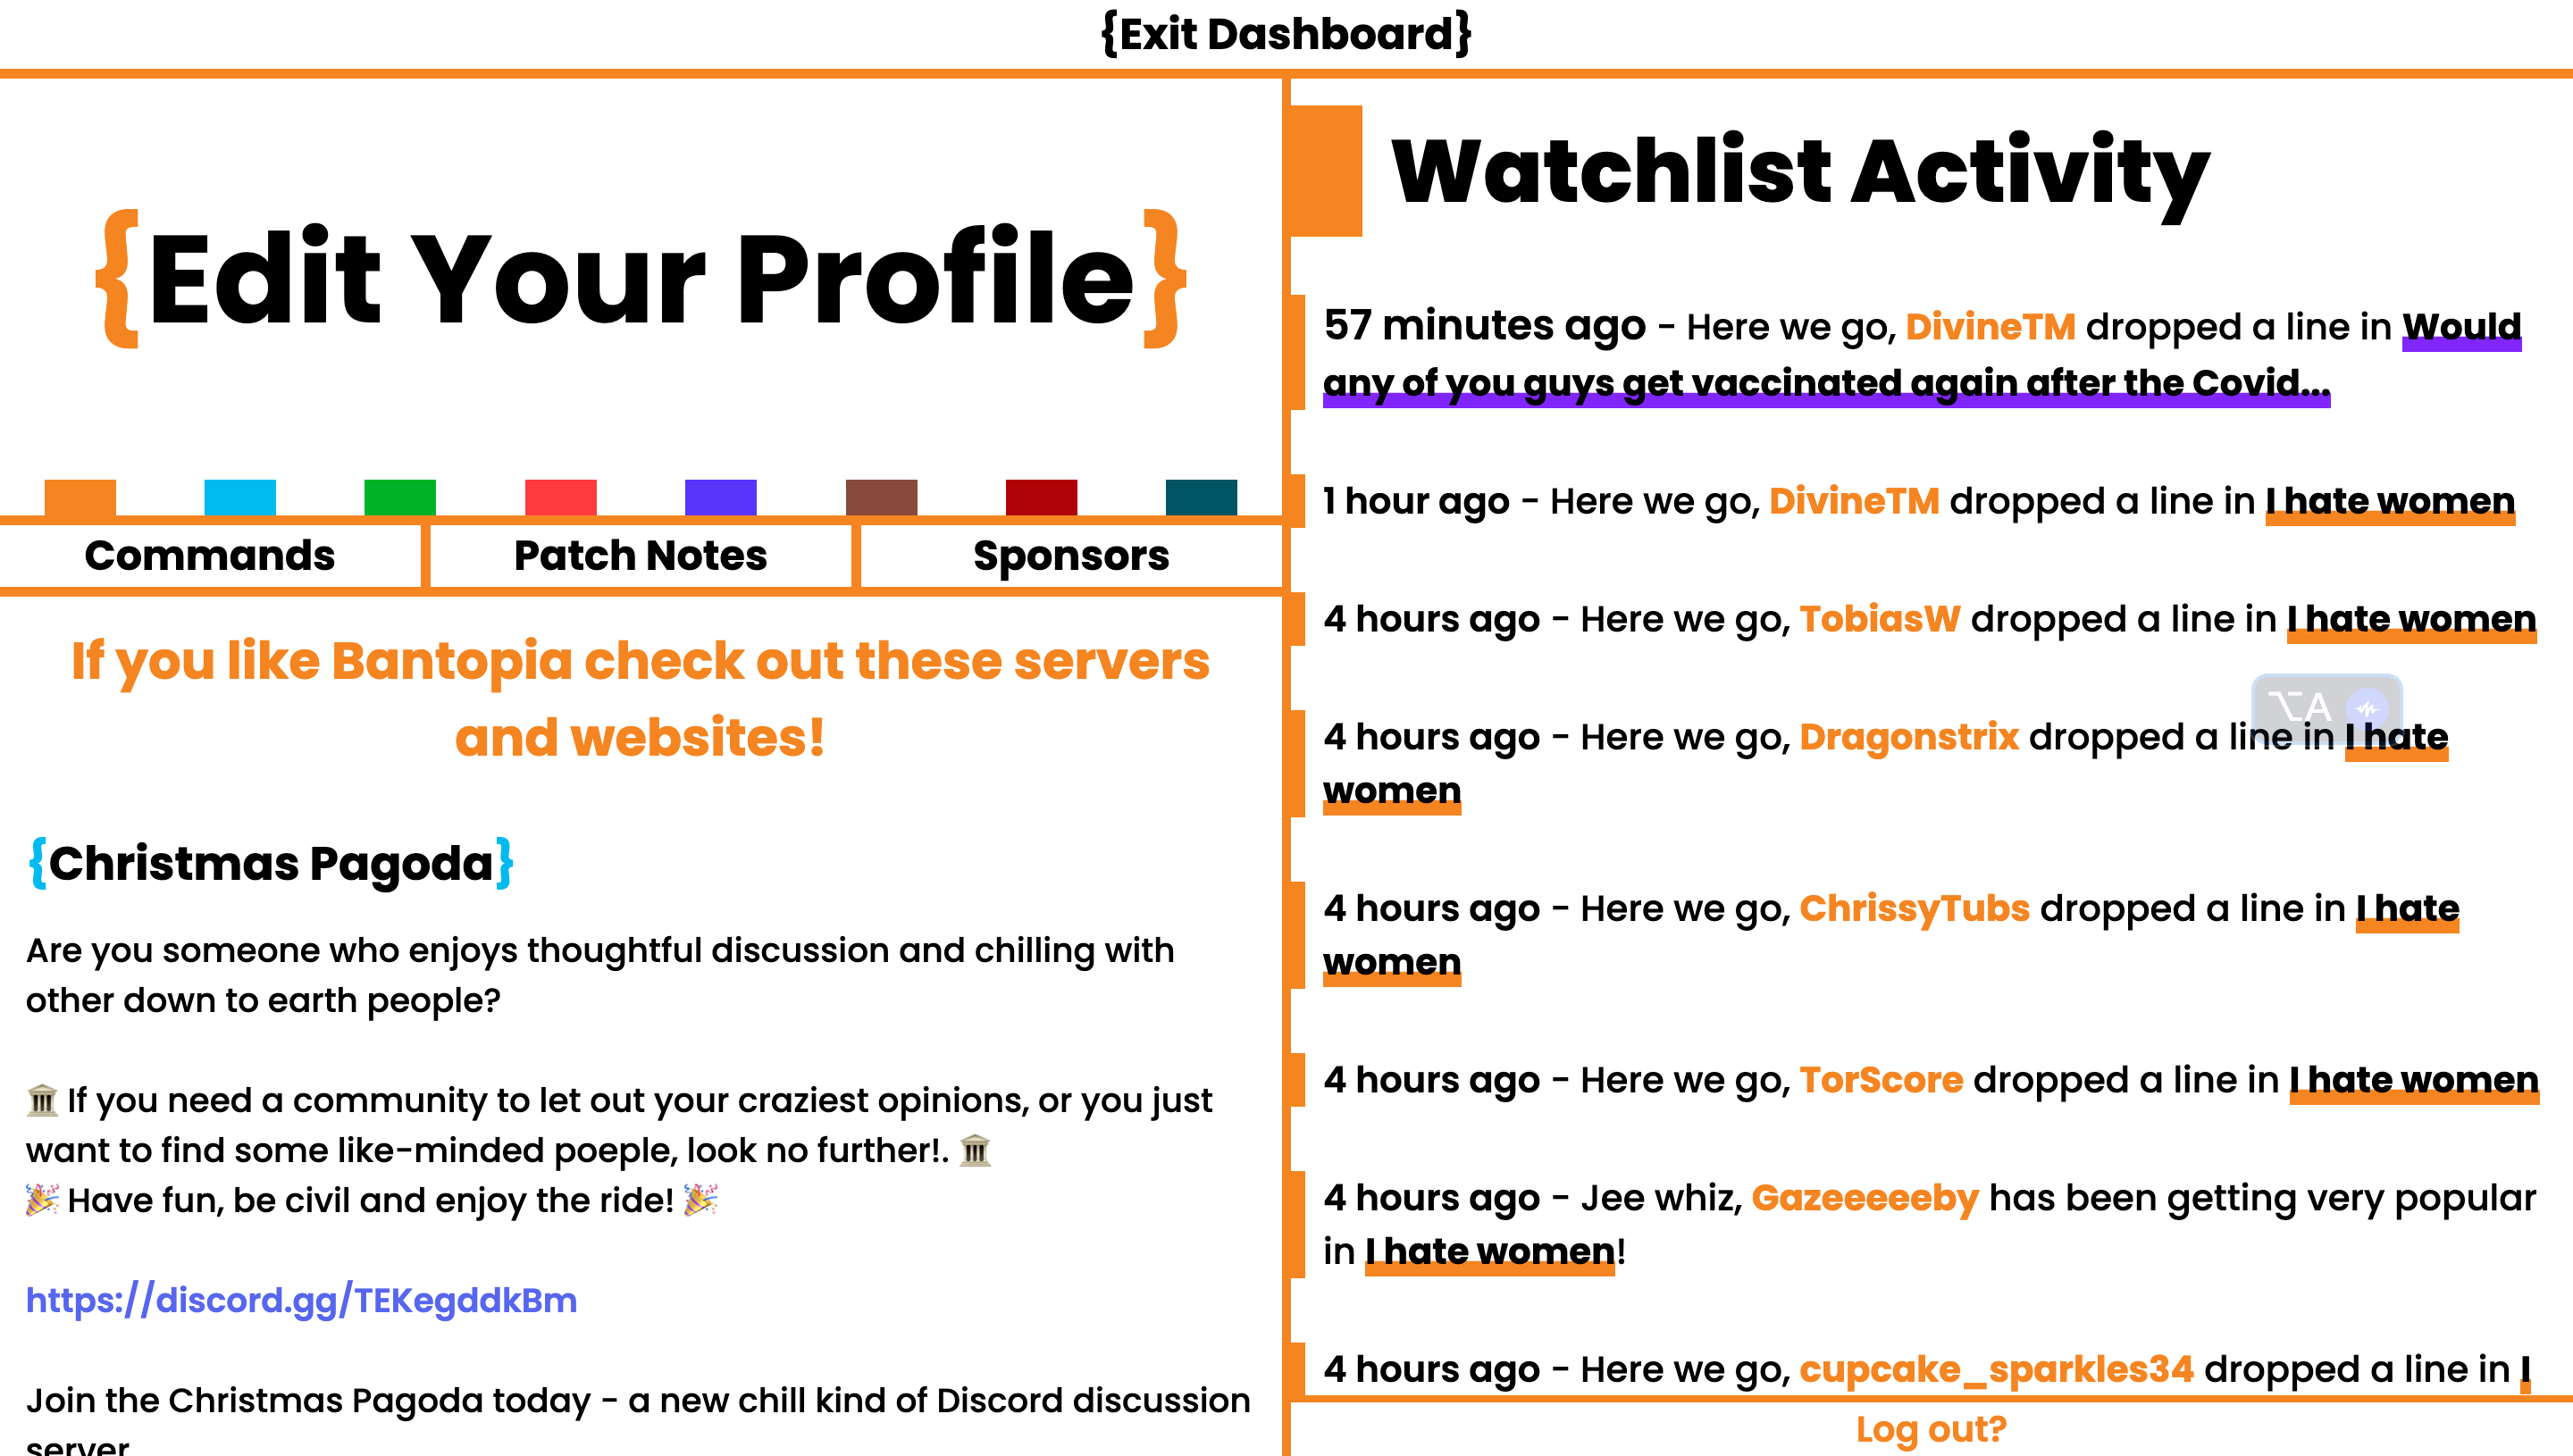 {Exit Dashboard}
{Edit Your Profile}
Commands
Patch Notes
Sponsors
If you like Bantopia check out these servers
and websites!
{Christmas Pagoda}
Are you someone who enjoys thoughtful discussion and chilling with
other down to earth people?
🏛️ If you need a community to let out your craziest opinions, or you just
want to find some like-minded poeple, look no further!. 🏛️
🎉 Have fun, be civil and enjoy the ride! 🎉
https://discord.gg/TEKegddkBm
Join the Christmas Pagoda today - a new chill kind of Discord discussion
server
Watchlist Activity
57 minutes ago - Here we go, DivineTM dropped a line in Would
any of you guys get vaccinated again after the Covid...
1 hour ago - Here we go, DivineTM dropped a line in I hate women
4 hours ago - Here we go, TobiasW dropped a line in I hate women
⌥A
4 hours ago - Here we go, Dragonstrix dropped a line in I hate
women
4 hours ago - Here we go, ChrissyTubs dropped a line in I hate
women
4 hours ago - Here we go, TorScore dropped a line in I hate women
4 hours ago - Jee whiz, Gazeeeeeby has been getting very popular
in I hate women!
4 hours ago - Here we go, cupcake_sparkles34 dropped a line in I
Log out?